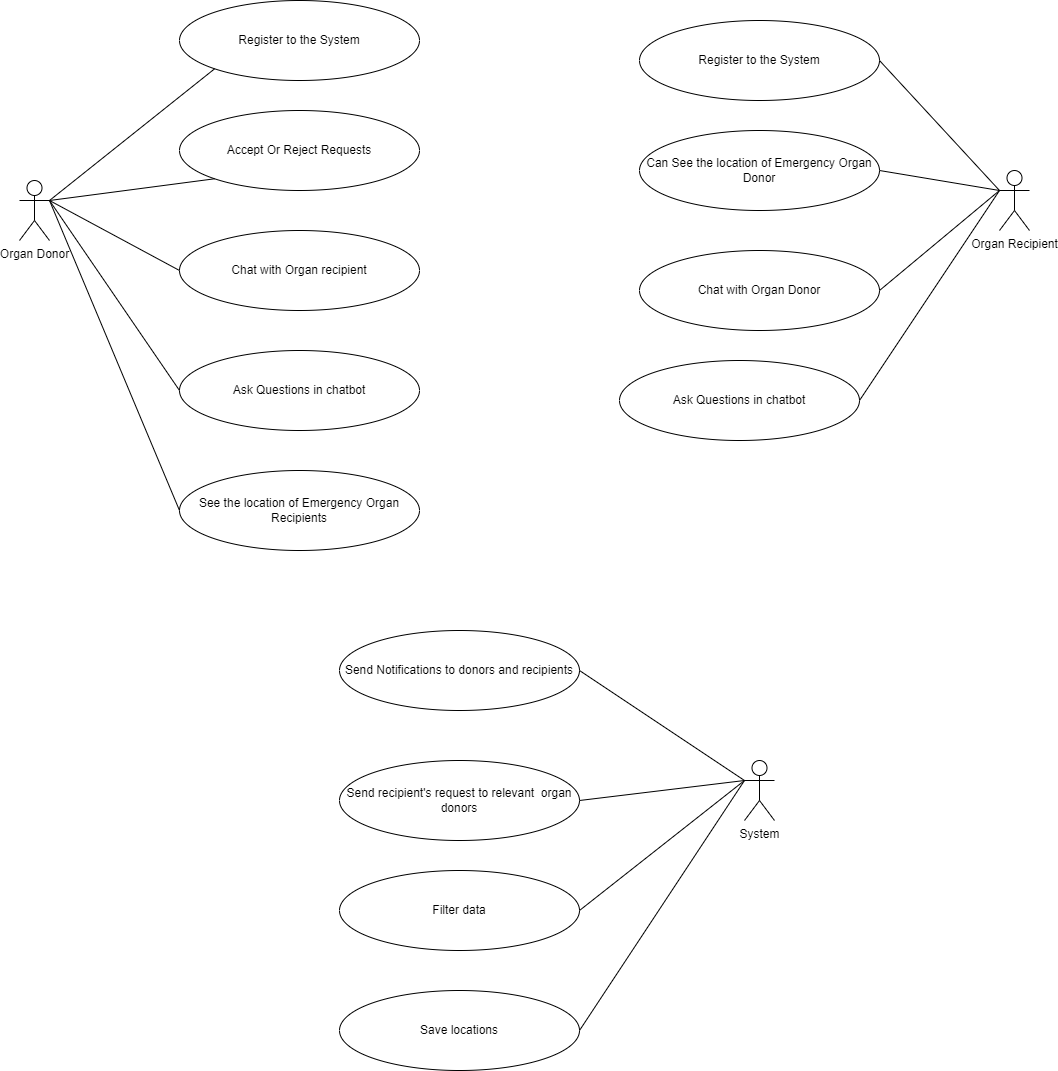 Register to the System
Accept Or Reject Requests
Organ Donor
Chat with Organ recipient
Ask Questions in chatbot
See the location of Emergency Organ
Recipients
Register to the System
Can See the location of Emergency Organ
Donor
Organ Recipient
Chat with Organ Donor
Ask Questions in chatbot
Send Notifications to donors and recipients
Send recipient's request to relevant  organ
donors
System
Filter data
Save locations